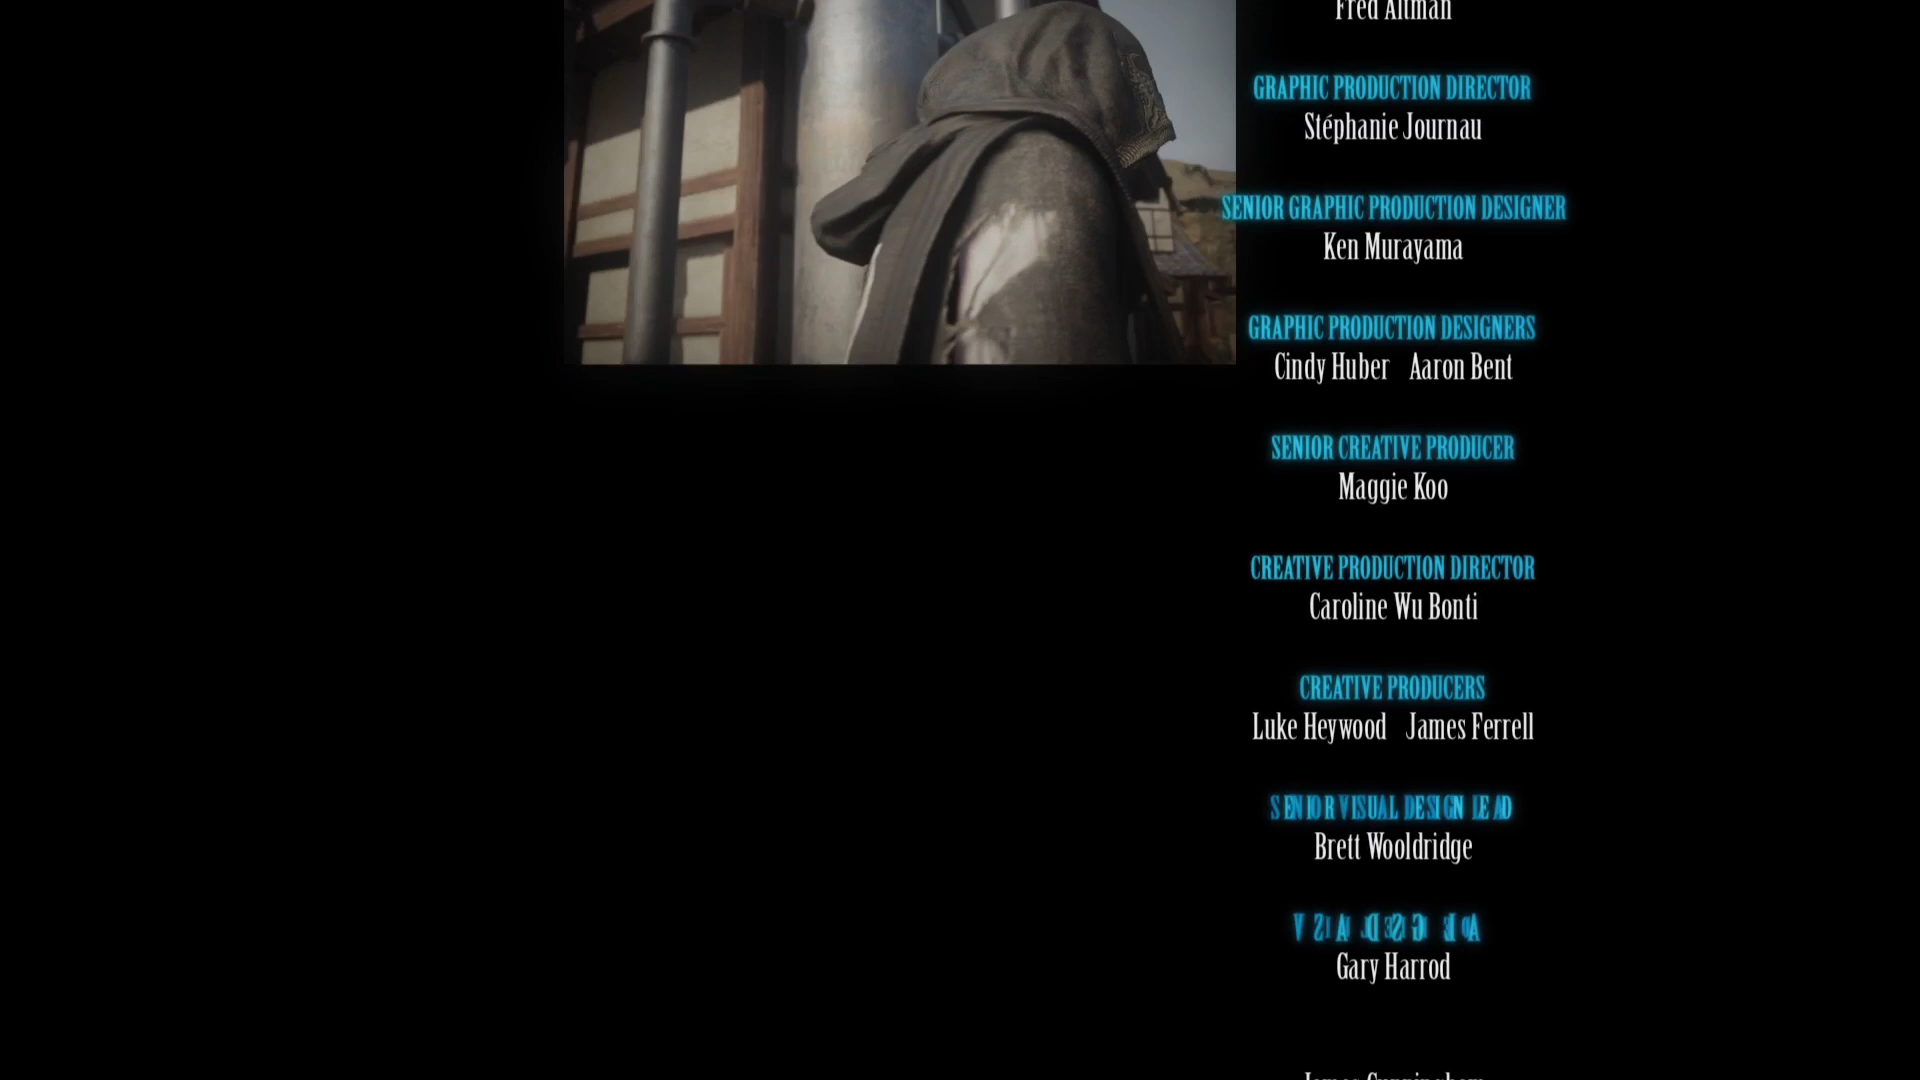 Fred Altman
GRAPHIC PRODUCTION DIRECTOR
Stéphanie Journau
SENIOR GRAPHIC PRODUCTION DESIGNER
Ken Murayama
GRAPHIC PRODUCTION DESIGNERS
Cindy Huber Aaron Bent
SENIOR CREATIVE PRODUCER
Maggie Koo
CREATIVE PRODUCTION DIRECTOR
Caroline Wu Bonti
CREATIVE PRODUCERS
Luke Heywood James Ferrell
SENIOR VISUAL DESIGN LEAD
Brett Wooldridge
Gary Harrod
James Cunningham